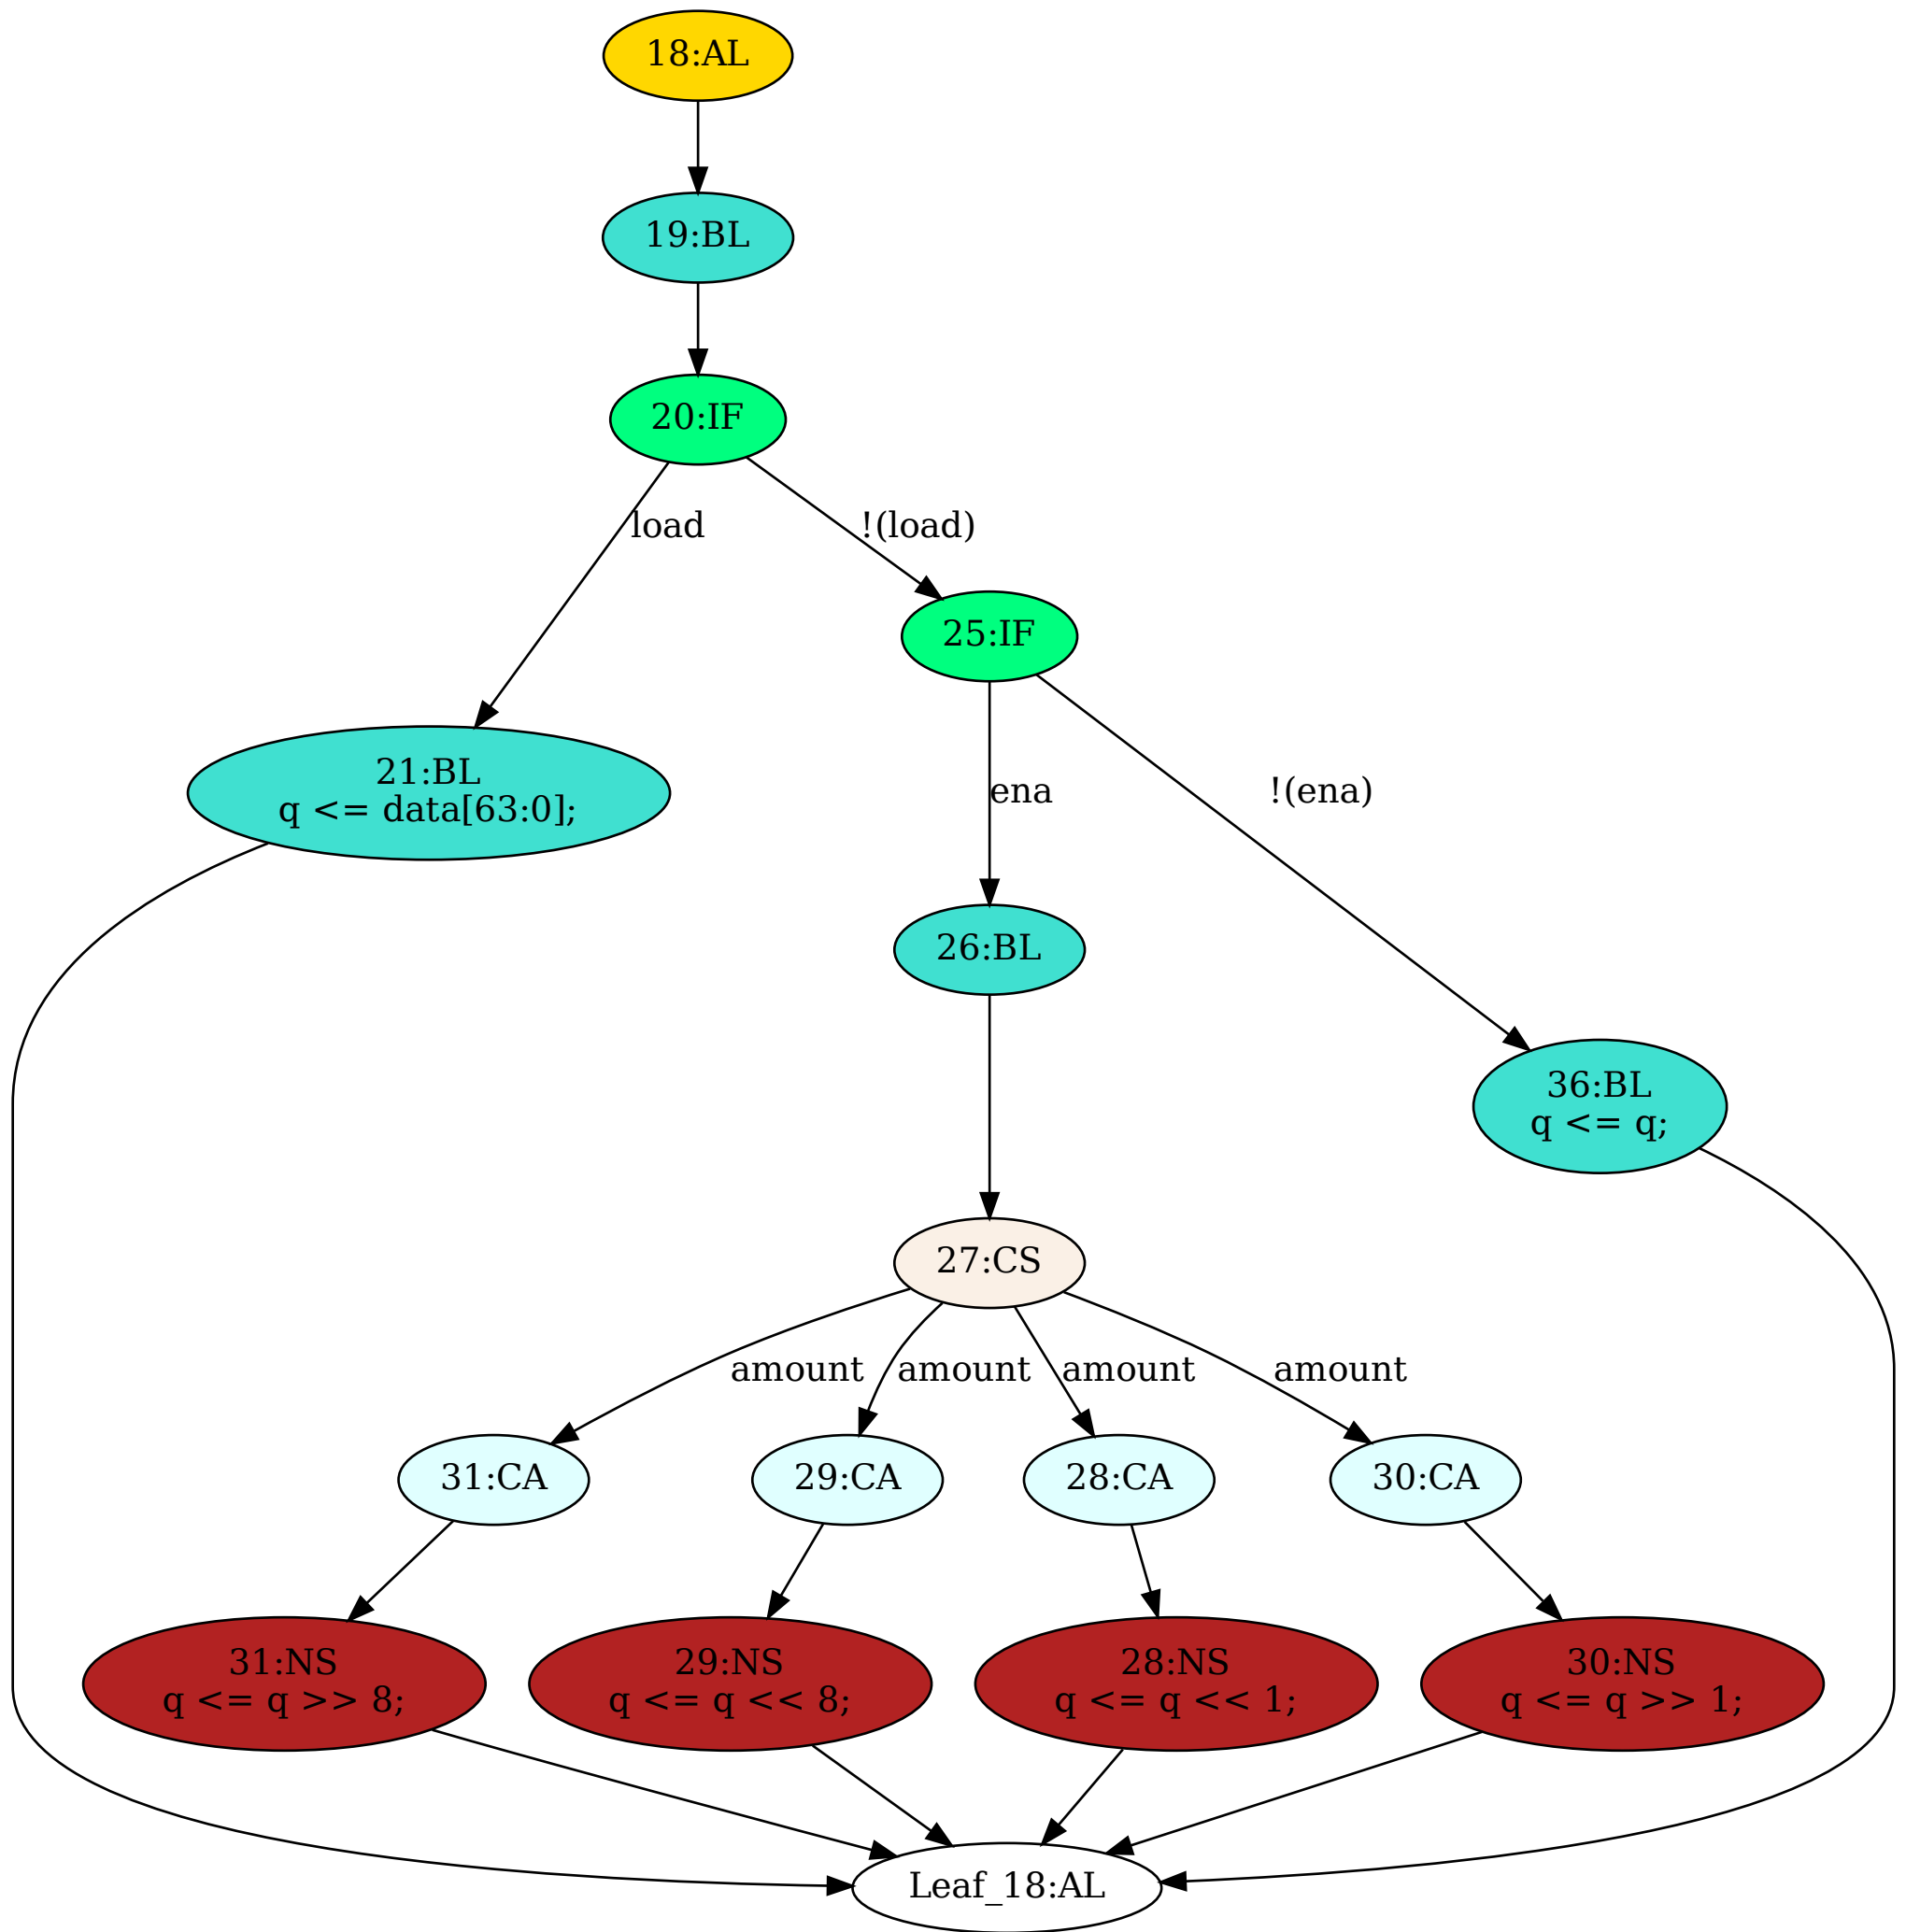 18:AL
19:BL
20:IF
load
!(load)
25:IF
21:BL
q <= data[63:0];
ena
!(ena)
26:BL
36:BL
q <= q;
27:CS
amount
amount
amount
amount
31:CA
29:CA
28:CA
30:CA
31:NS
q <= q >> 8;
29:NS
q <= q << 8;
28:NS
q <= q << 1;
30:NS
q <= q >> 1;
Leaf_18:AL